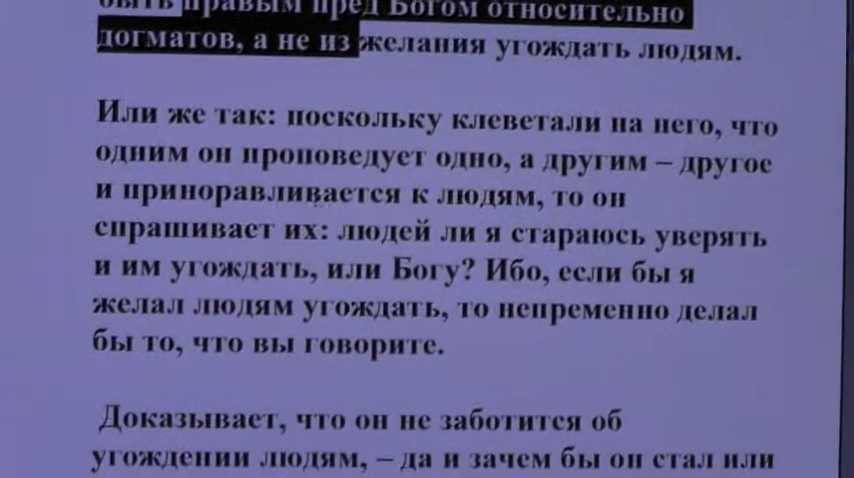 быть правым пред Богом относительно
догматов, а не из желания угождать людям.
Или же так: поскольку клеветали на него, что
одним он проповедует одно, а другим – другое
и приноравливается к людям, то он
спрашивает их: людей ли я стараюсь уверять
и им угождать, или Богу? Ибо, если бы я
желал людям угождать, то непременно делал
бы то, что вы говорите.
Доказывает, что он не заботится об
угождении людям, – да и зачем бы он стал или